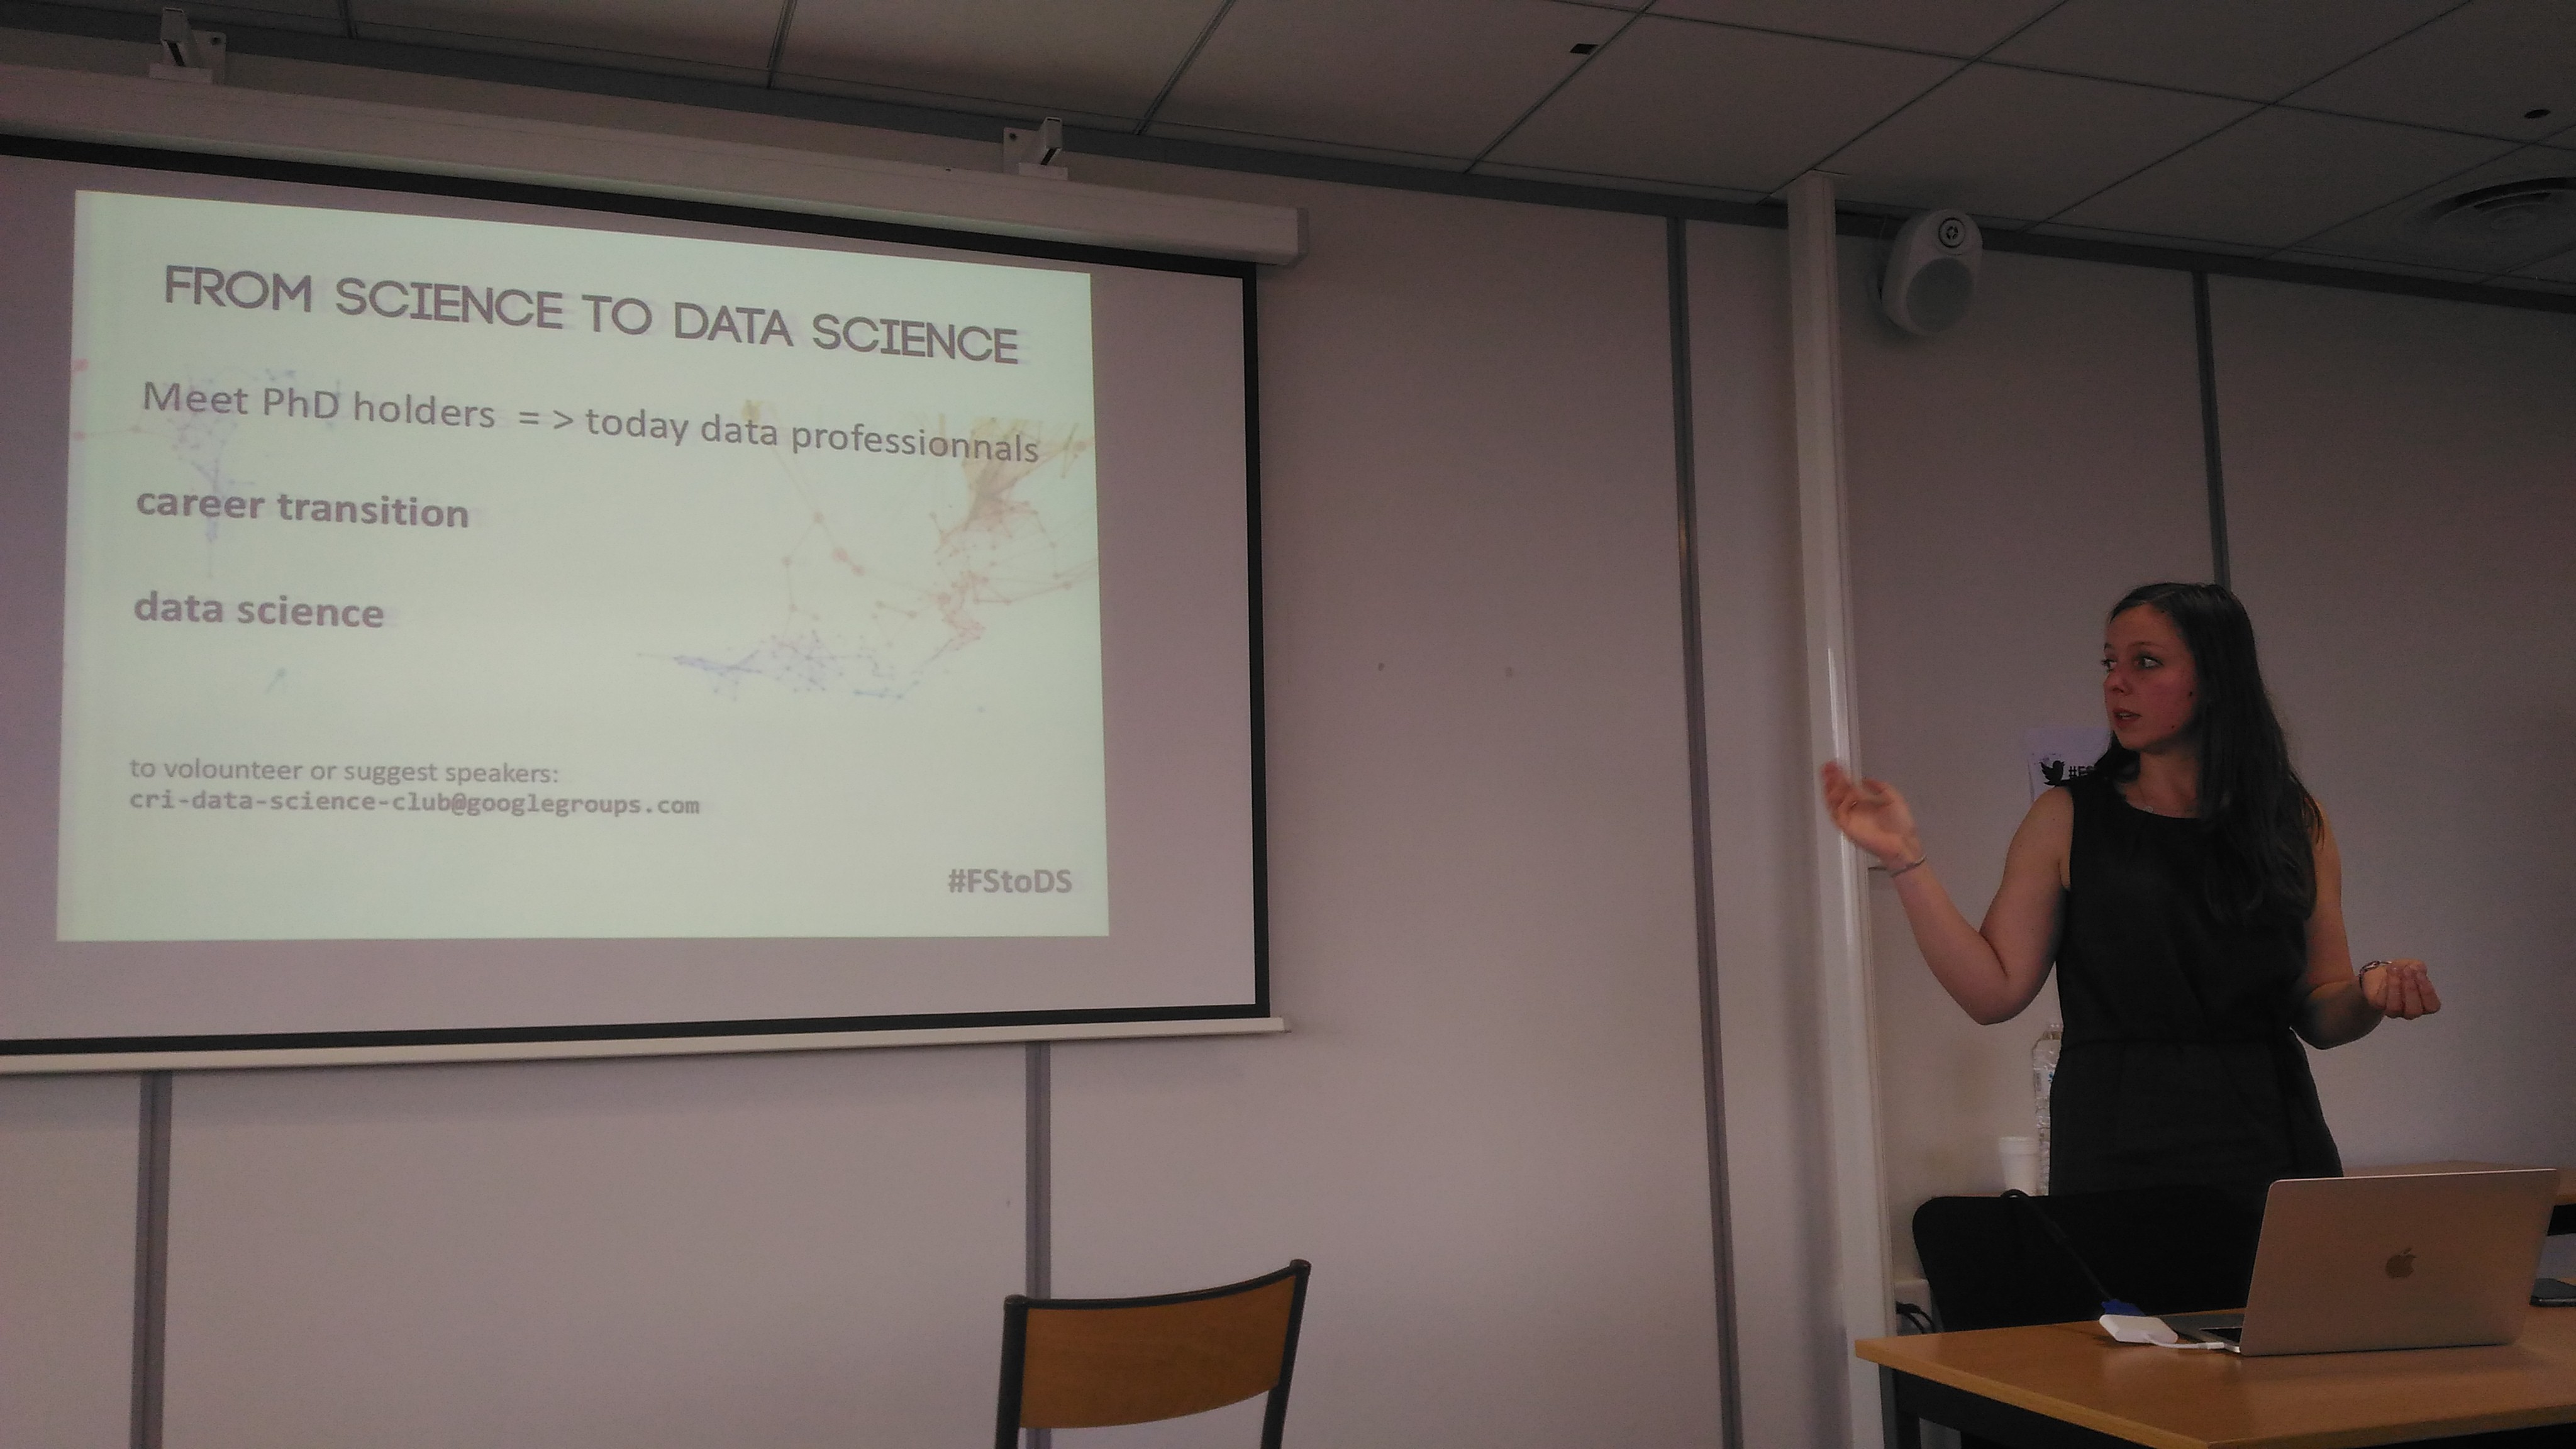 FROM SCIENCE TO DATA SCIENCE
Meet PhD holders = > today data professionnals
career transition
data science
to volounteer or suggest speakers:
cri-data-science-club@googlegroups.com
#FStoDS